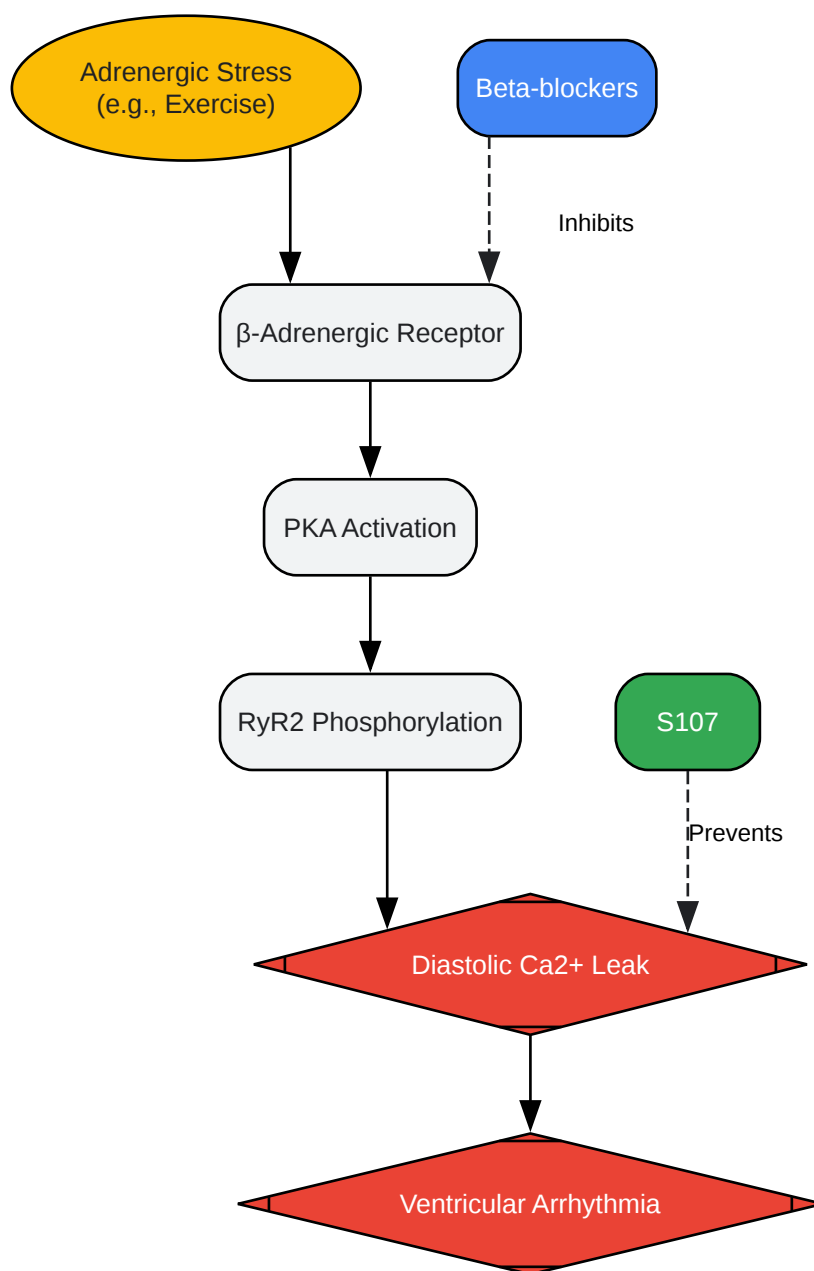 Adrenergic Stress
(e.g., Exercise)
Beta-blockers
Inhibits
β-Adrenergic Receptor
PKA Activation
RyR2 Phosphorylation
S107
Prevents
Diastolic Ca2+ Leak
Ventricular Arrhythmia